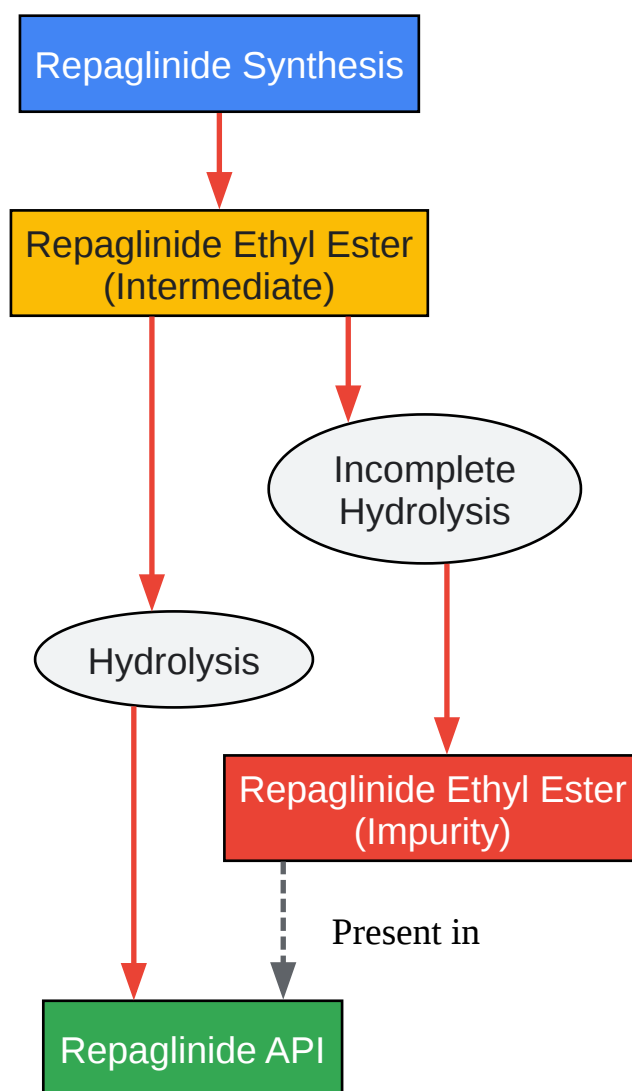 Repaglinide Synthesis
Repaglinide Ethyl Ester
(Intermediate)
Incomplete
Hydrolysis
Hydrolysis
Repaglinide Ethyl Ester
(Impurity)
Present in
Repaglinide API